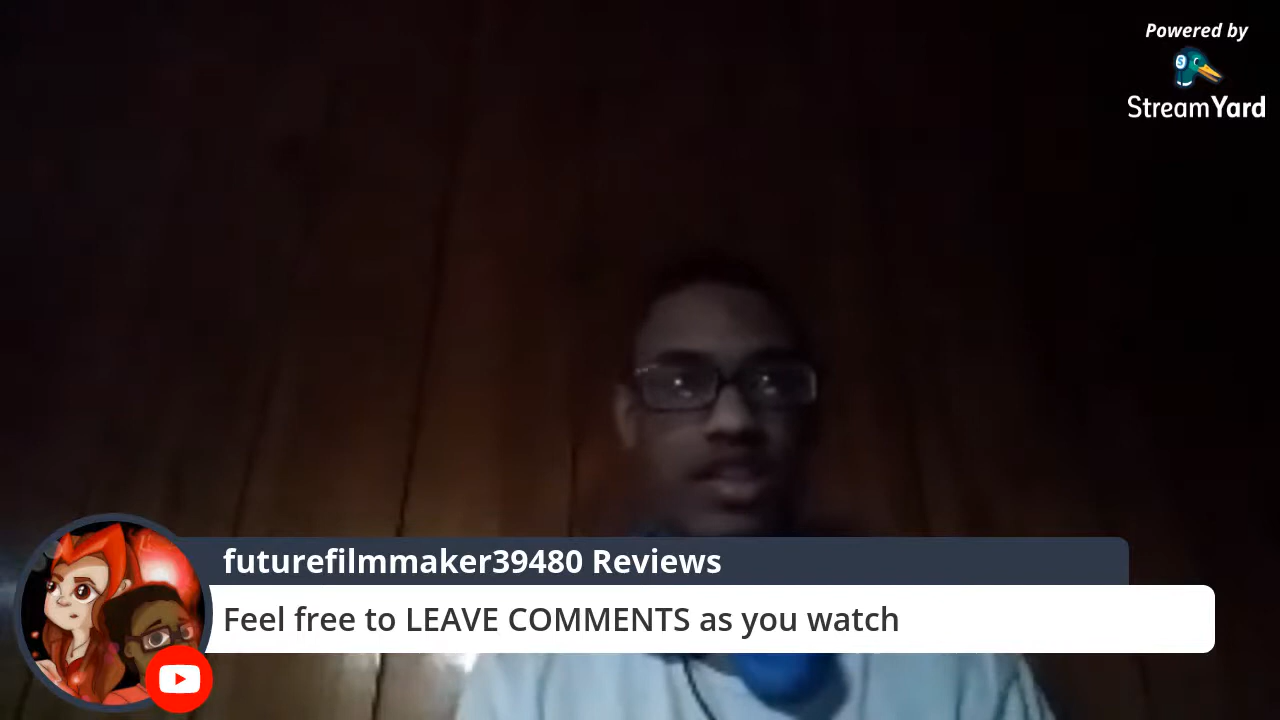 Powered by
StreamYard
futurefilmmaker39480 Reviews
Feel free to LEAVE COMMENTS as you watch